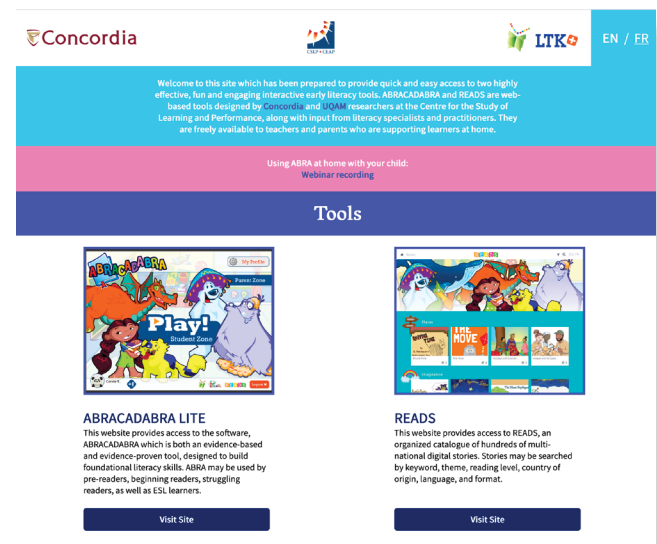 Concordia
CSLP • CEAP
LTK
EN / FR
Welcome to this site which has been prepared to provide quick and easy access to two highly
effective, fun and engaging interactive early literacy tools. ABRACADABRA and READS are web-
based tools designed by Concordia and UQAM researchers at the Centre for the Study of
Learning and Performance, along with input from literacy specialists and practitioners. They
are freely available to teachers and parents who are supporting learners at home.
Using ABRA at home with your child:
Webinar recording
Tools
ABRACADABRA
My Profile
Parent Zone
Play!
Student Zone
THE
MOVE
ABRACADABRA LITE
This website provides access to the software,
ABRACADABRA which is both an evidence-based
and evidence-proven tool, designed to build
foundational literacy skills. ABRA may be used by
pre-readers, beginning readers, struggling
readers, as well as ESL learners.
Visit Site
READS
This website provides access to READS, an
organized catalogue of hundreds of multi-
national digital stories. Stories may be searched
by keyword, theme, reading level, country of
origin, language, and format.
Visit Site